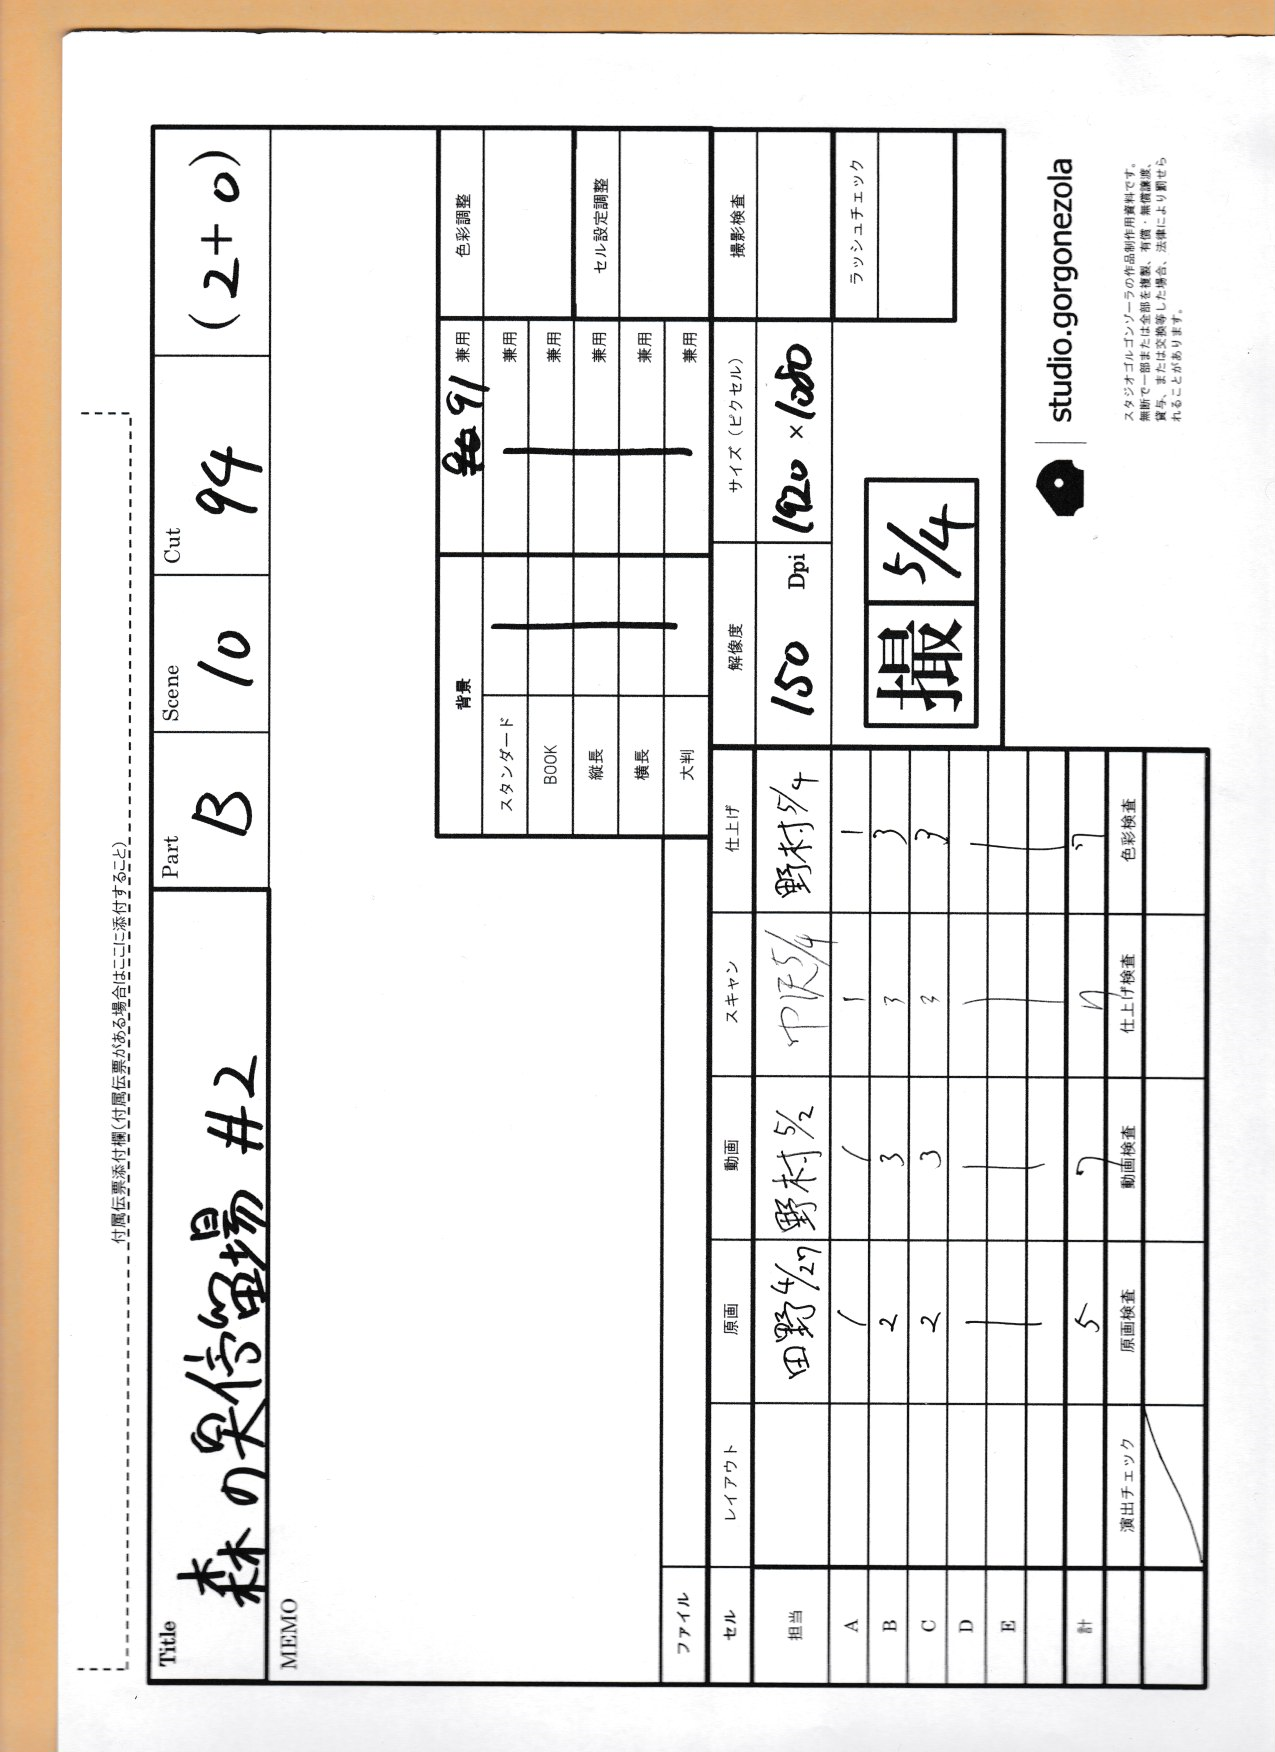 付属伝票添付欄(付属伝票がある場合はここに添付すること)
Title 森の停留場 #2
Part B
Scene 10
Cut 94
(2+0)
MEMO
背景 91 兼用
スタンダード 兼用
BOOK 兼用
縦長 兼用
横長 兼用
大判 兼用
色彩調整
セル設定調整
ファイル
解像度 サイズ(ピクセル) 撮影検査
150 Dpi 1920 × 1080
ラッシュチェック
撮 5/4
セル レイアウト 原画 動画 スキャン 仕上げ
担当 田野 4/27 野村 5/2 5/4 野村 5/4
A 1 1 1 1
B 2 3 3 3
C 2 3 3 3
D
E
計 5 7 7 7
演出チェック 原画検査 動画検査 仕上げ検査 色彩検査
studio.gorgonezola
スタジオゴルゴンゾーラの作品制作用資料です。
無断で一部または全部を複製、有償・無償譲渡、
貸与、または交換等した場合、法律により罰せら
れることがあります。